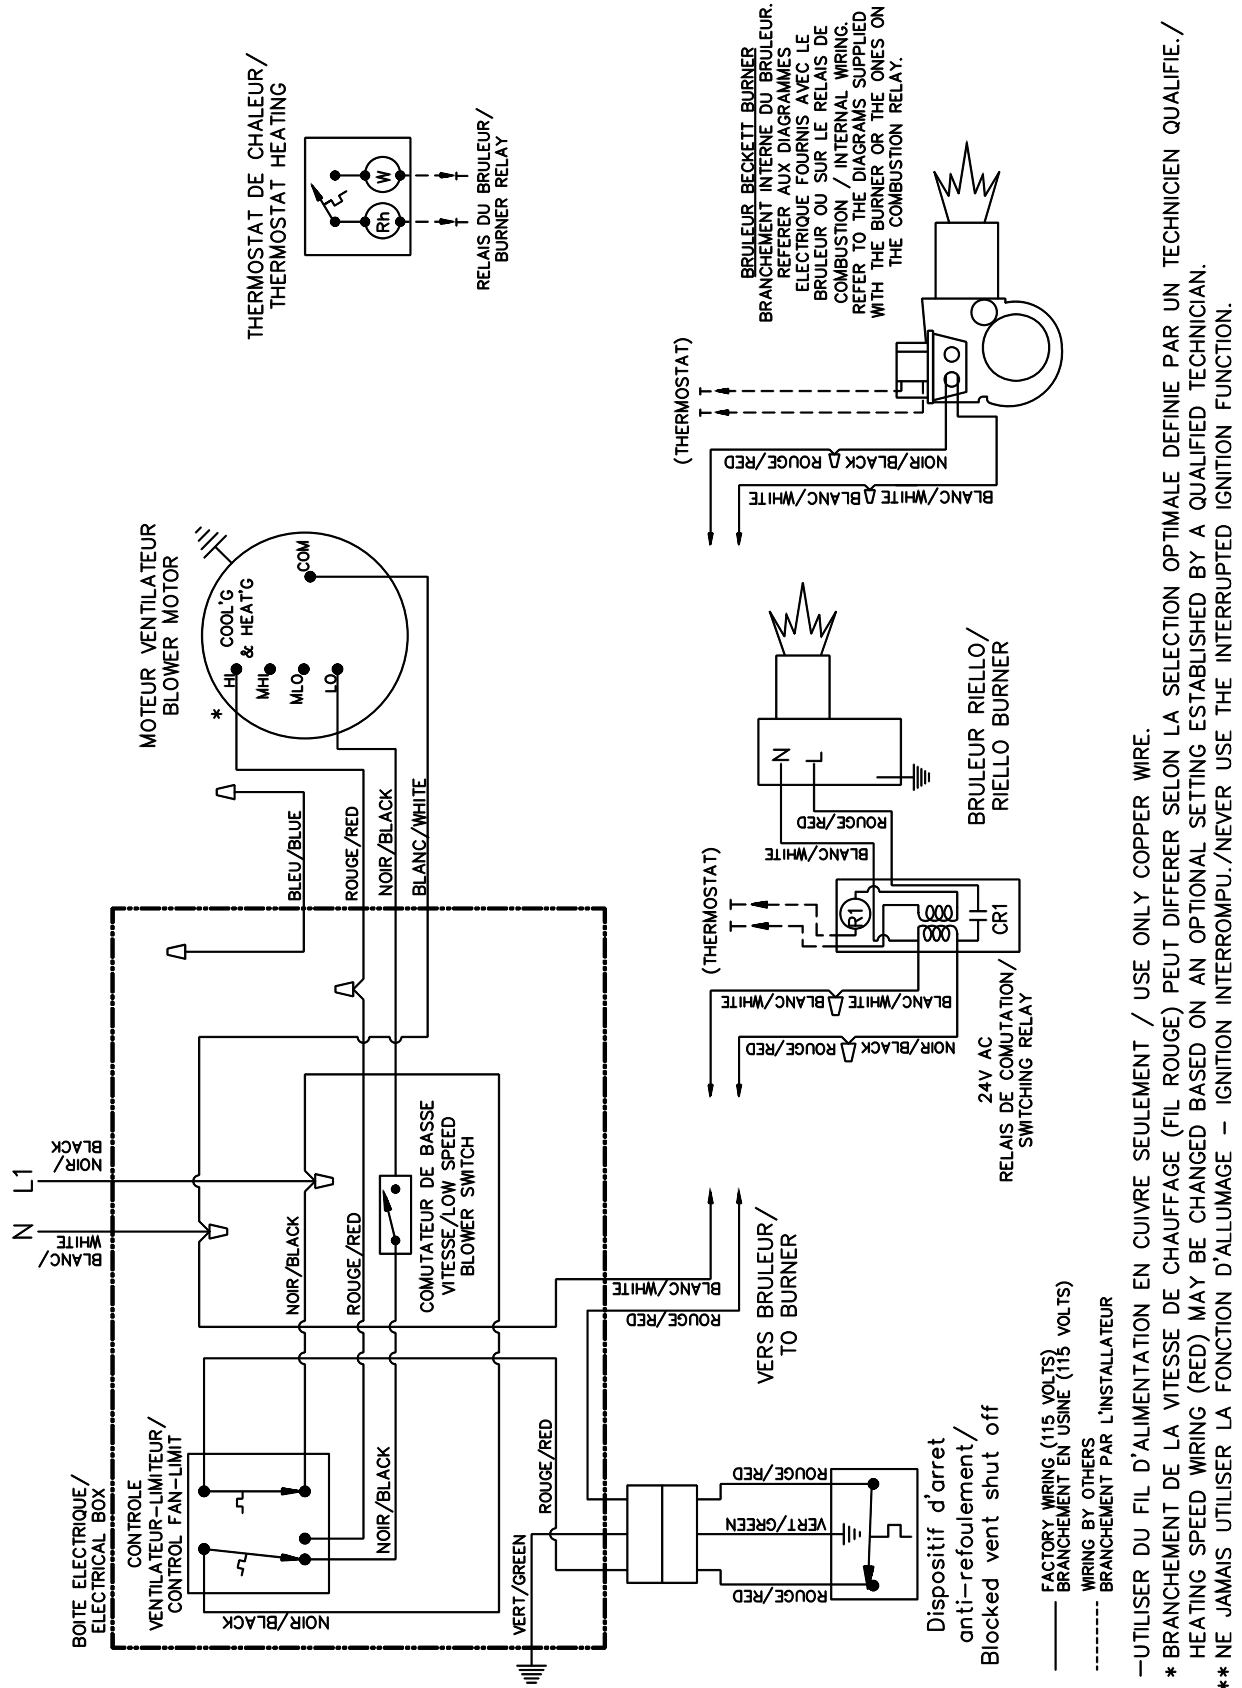 THERMOSTAT DE CHALEUR/
THERMOSTAT HEATING
Rh
W
RELAIS DU BRULEUR/
BURNER RELAY
MOTEUR VENTILATEUR
BLOWER MOTOR
COOL'G
& HEAT'G
COM
HI
MHI
MLO
LO
*
BLEU/BLUE
ROUGE/RED
NOIR/BLACK
BLANC/WHITE
L1
NOIR/
BLACK
N
BLANC/
WHITE
NOIR/BLACK
ROUGE/RED
COMUTATEUR DE BASSE
VITESSE/LOW SPEED
BLOWER SWITCH
BOITE ELECTRIQUE/
ELECTRICAL BOX
CONTROLE
VENTILATEUR-LIMITEUR/
CONTROL FAN-LIMIT
NOIR/BLACK
NOIR/BLACK
ROUGE/RED
VERT/GREEN
BLANC/WHITE
ROUGE/RED
VERS BRULEUR/
TO BURNER
ROUGE/RED
VERT/GREEN
ROUGE/RED
Dispositif d'arret
anti-refoulement/
Blocked vent shut off
BRULEUR BECKETT BURNER
BRANCHEMENT INTERNE DU BRULEUR.
REFERER AUX DIAGRAMMES
ELECTRIQUE FOURNIS AVEC LE
BRULEUR OU SUR LE RELAIS DE
COMBUSTION / INTERNAL WIRING.
REFER TO THE DIAGRAMS SUPPLIED
WITH THE BURNER OR THE ONES ON
THE COMBUSTION RELAY.
(THERMOSTAT)
NOIR/BLACK
ROUGE/RED
BLANC/WHITE
BLANC/WHITE
N
L
BRULEUR RIELLO/
RIELLO BURNER
ROUGE/RED
BLANC/WHITE
(THERMOSTAT)
R1
CR1
BLANC/WHITE
BLANC/WHITE
NOIR/BLACK
ROUGE/RED
24V AC
RELAIS DE COMUTATION/
SWITCHING RELAY
FACTORY WIRING (115 VOLTS)
BRANCHEMENT EN USINE (115 VOLTS)
WIRING BY OTHERS
BRANCHEMENT PAR L'INSTALLATEUR
-UTILISER DU FIL D'ALIMENTATION EN CUIVRE SEULEMENT / USE ONLY COPPER WIRE.
* BRANCHEMENT DE LA VITESSE DE CHAUFFAGE (FIL ROUGE) PEUT DIFFERER SELON LA SELECTION OPTIMALE DEFINIE PAR UN TECHNICIEN QUALIFIE./
HEATING SPEED WIRING (RED) MAY BE CHANGED BASED ON AN OPTIONAL SETTING ESTABLISHED BY A QUALIFIED TECHNICIAN.
** NE JAMAIS UTILISER LA FONCTION D'ALLUMAGE - IGNITION INTERROMPU./NEVER USE THE INTERRUPTED IGNITION FUNCTION.